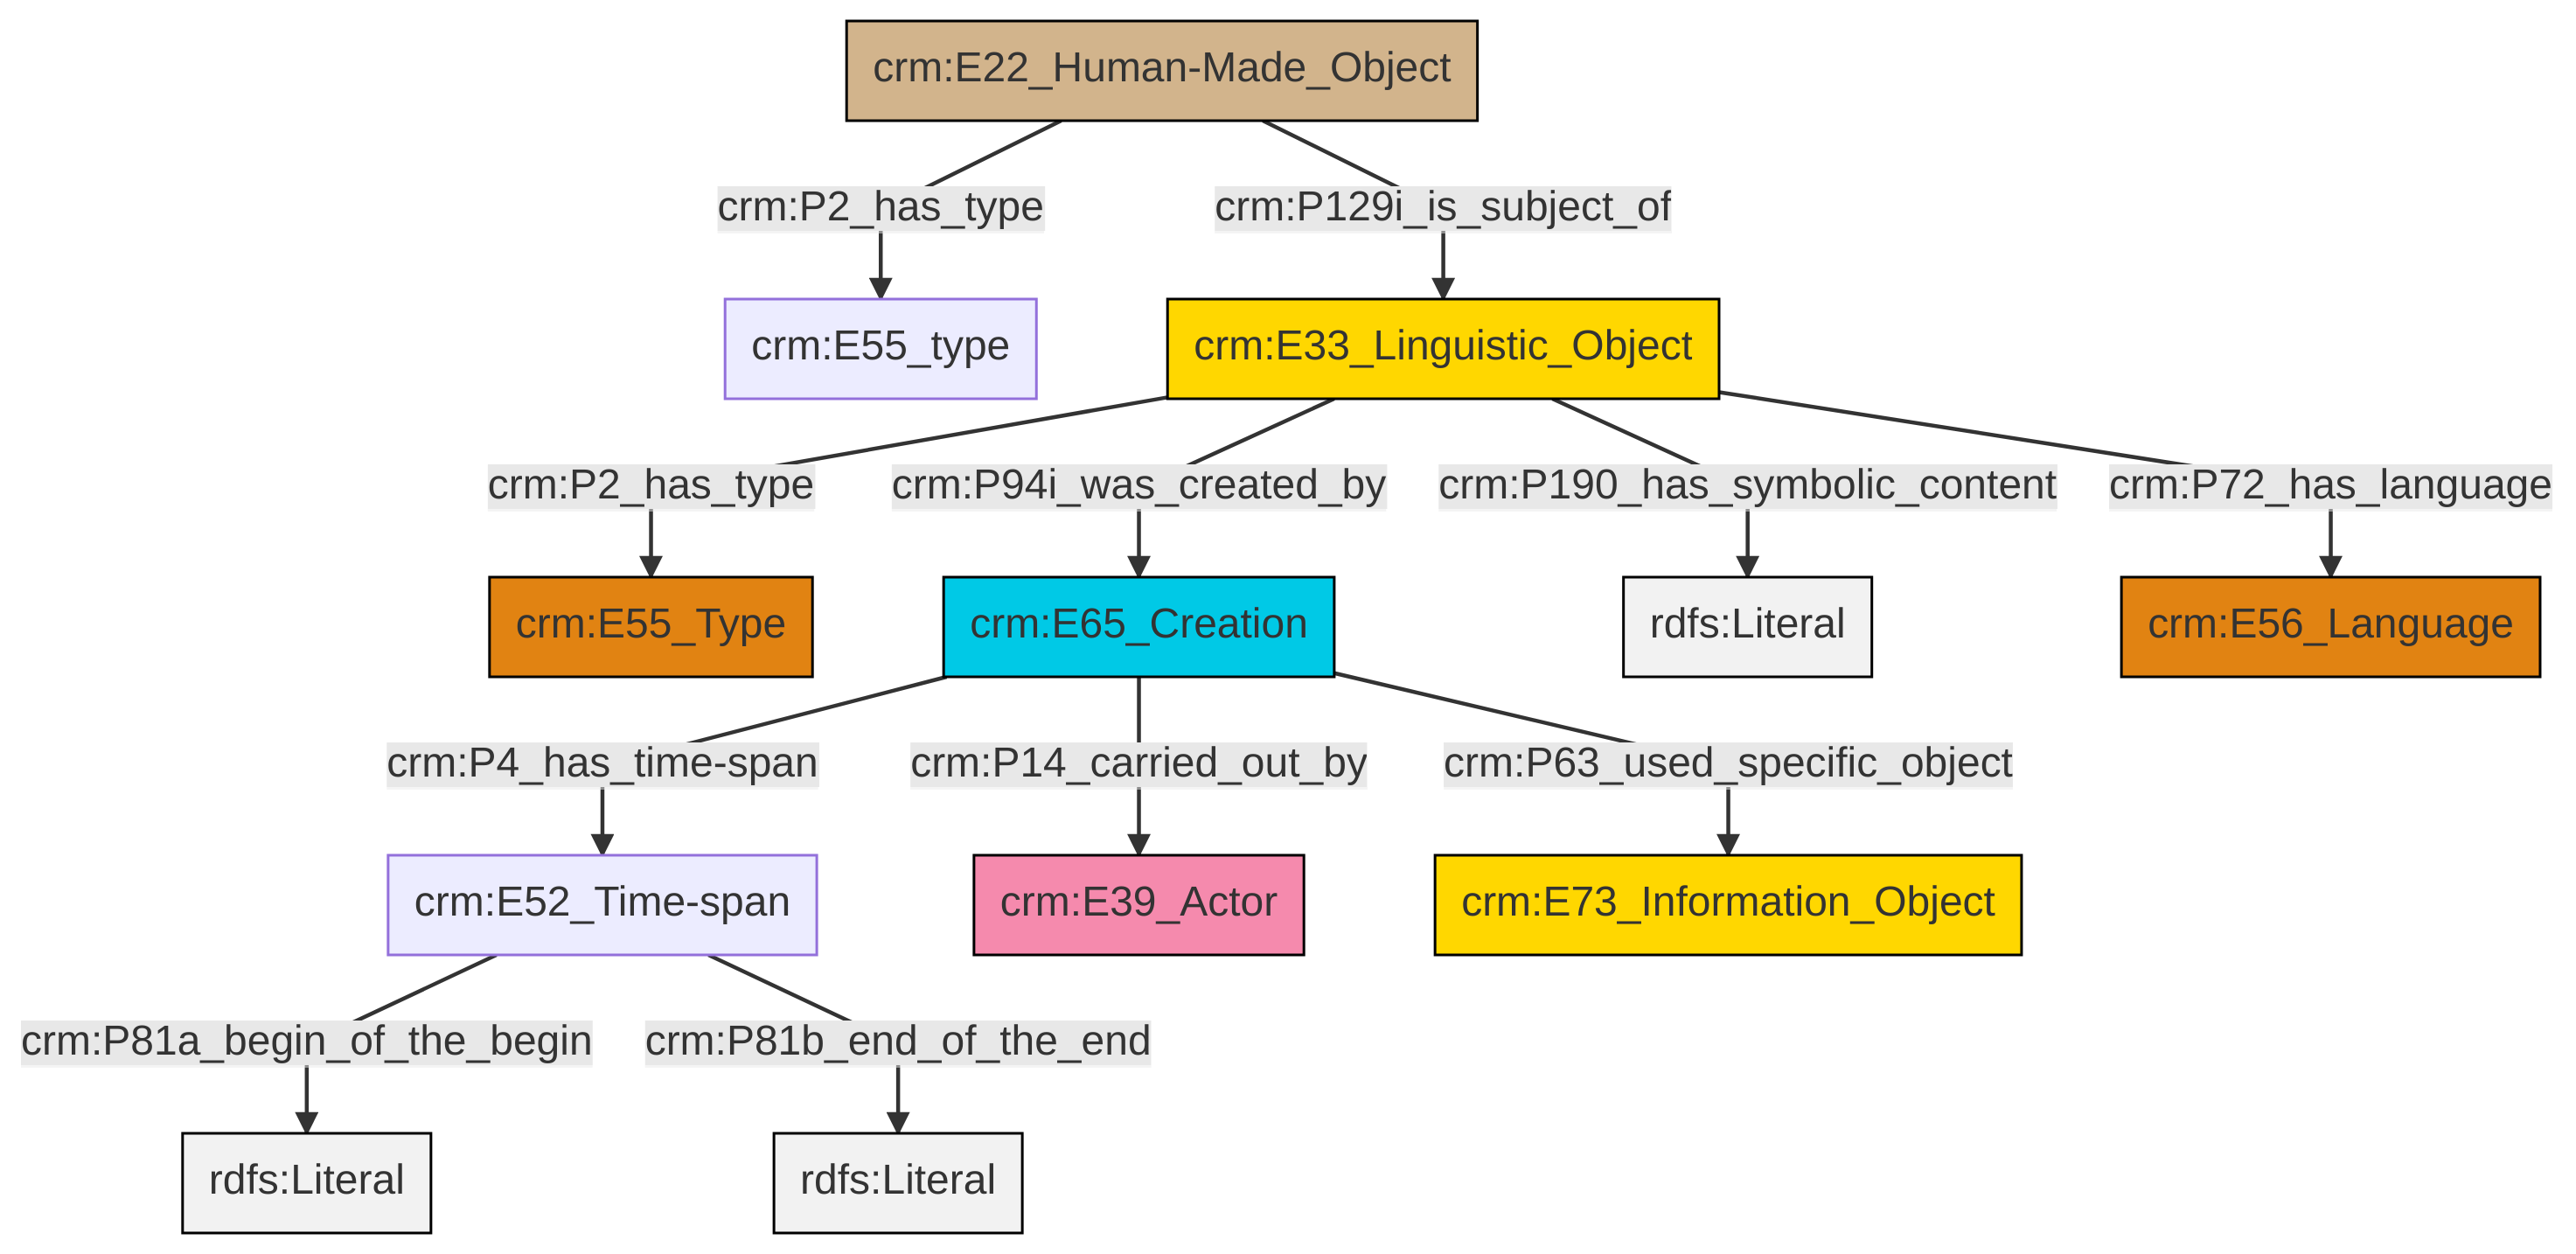 crm:E22_Human-Made_Object
crm:P2_has_type
crm:P129i_is_subject_of
crm:E55_type
crm:E33_Linguistic_Object
crm:P2_has_type
crm:P94i_was_created_by
crm:P190_has_symbolic_content
crm:P72_has_language
crm:E55_Type
crm:E65_Creation
rdfs:Literal
crm:E56_Language
crm:P4_has_time-span
crm:P14_carried_out_by
crm:P63_used_specific_object
crm:E52_Time-span
crm:E39_Actor
crm:E73_Information_Object
crm:P81a_begin_of_the_begin
crm:P81b_end_of_the_end
rdfs:Literal
rdfs:Literal